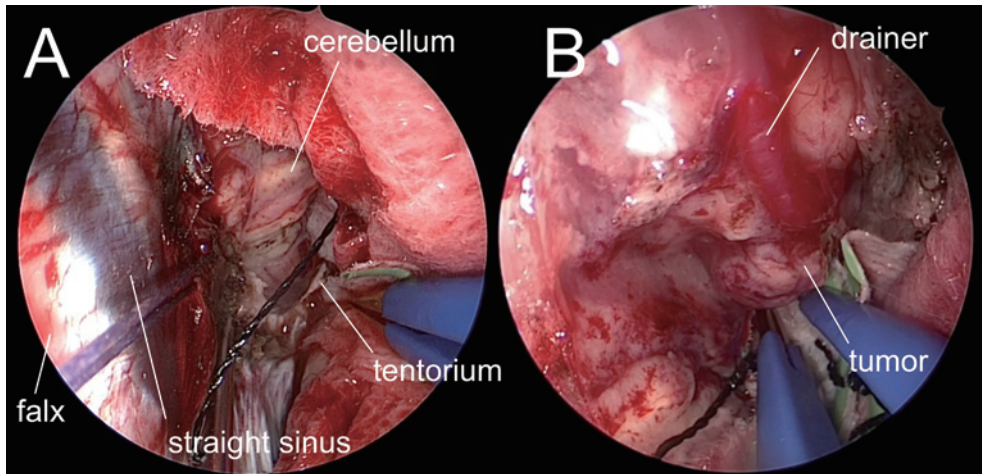 A
cerebellum
tentorium
falx
straight sinus
B
drainer
tumor